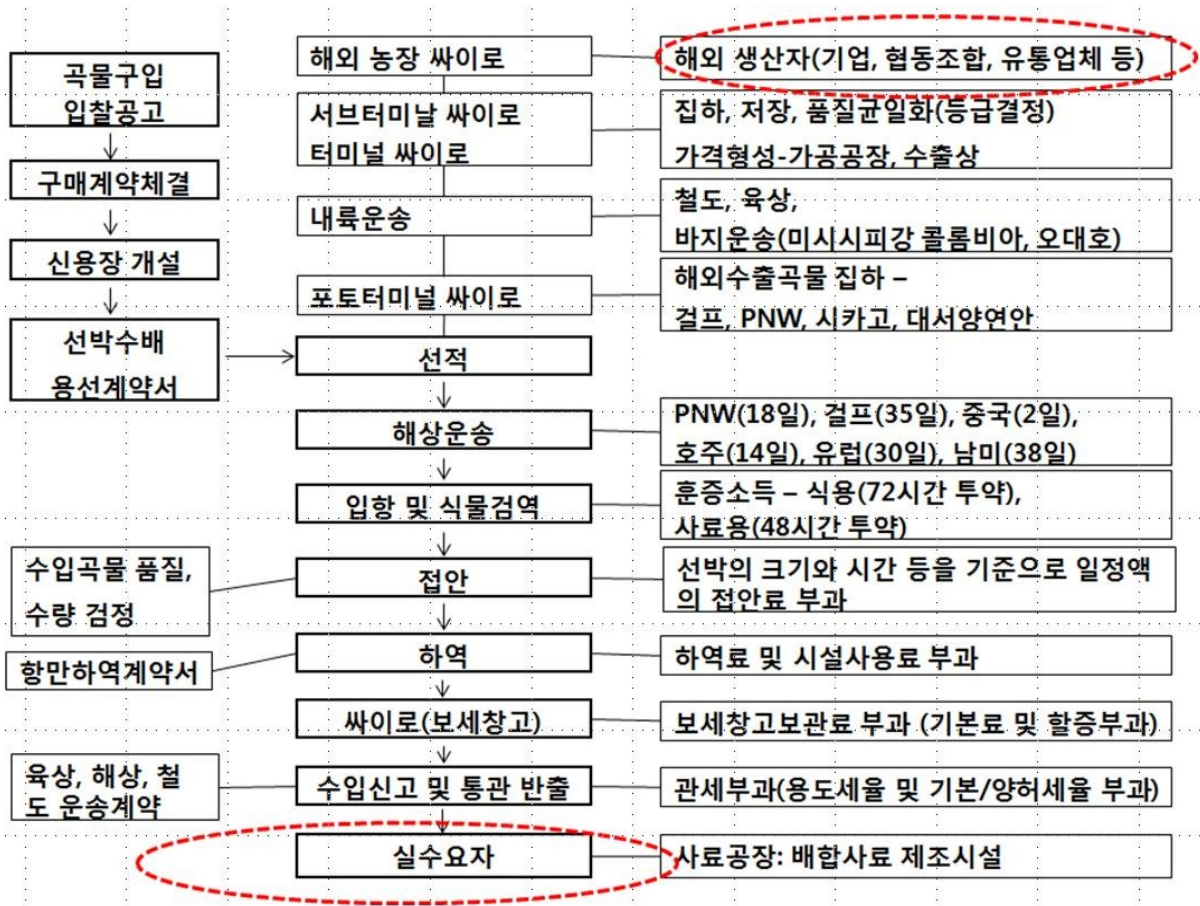 곡물구입
입찰공고
구매계약체결
신용장 개설
선박수배
용선계약서
해외 농장 싸이로
해외 생산자(기업, 협동조합, 유통업체 등)
서브터미날 싸이로
터미널 싸이로
집하, 저장, 품질균일화(등급결정)
가격형성-가공공장, 수출상
내륙운송
철도, 육상,
바지운송(미시시피강 콜롬비아, 오대호)
포토터미널 싸이로
해외수출곡물 집하 –
걸프, PNW, 시카고, 대서양연안
선적
해상운송
PNW(18일), 걸프(35일), 중국(2일),
호주(14일), 유럽(30일), 남미(38일)
입항 및 식물검역
훈증소득 – 식용(72시간 투약),
사료용(48시간 투약)
수입곡물 품질,
수량 검정
접안
선박의 크기와 시간 등을 기준으로 일정액
의 접안료 부과
항만하역계약서
하역
하역료 및 시설사용료 부과
싸이로(보세창고)
보세창고보관료 부과 (기본료 및 할증부과)
육상, 해상, 철
도 운송계약
수입신고 및 통관 반출
관세부과(용도세율 및 기본/양허세율 부과)
실수요자
사료공장: 배합사료 제조시설